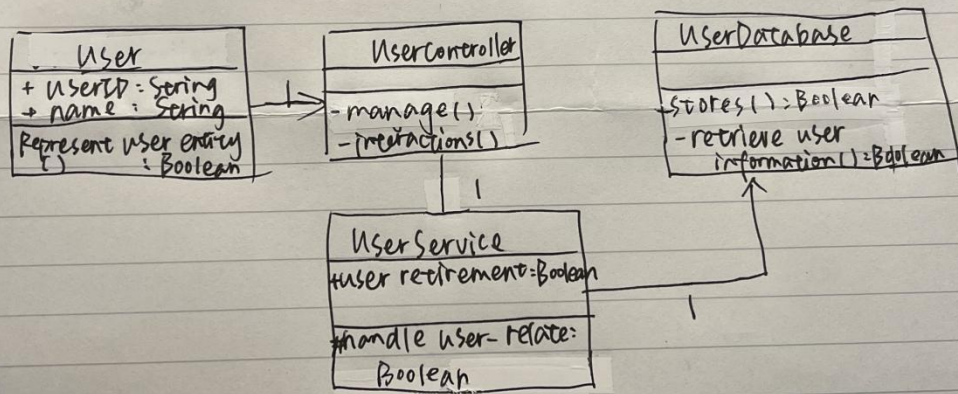 User
+ userID : String
+ name : String
Represent user entity
() : Boolean
1
UserController
- manage()
- interactions()
1
UserDatabase
-stores() : Boolean
- retrieve user
information() : Boolean
UserService
+user retirement : Boolean
#handle user-relate :
Boolean
1